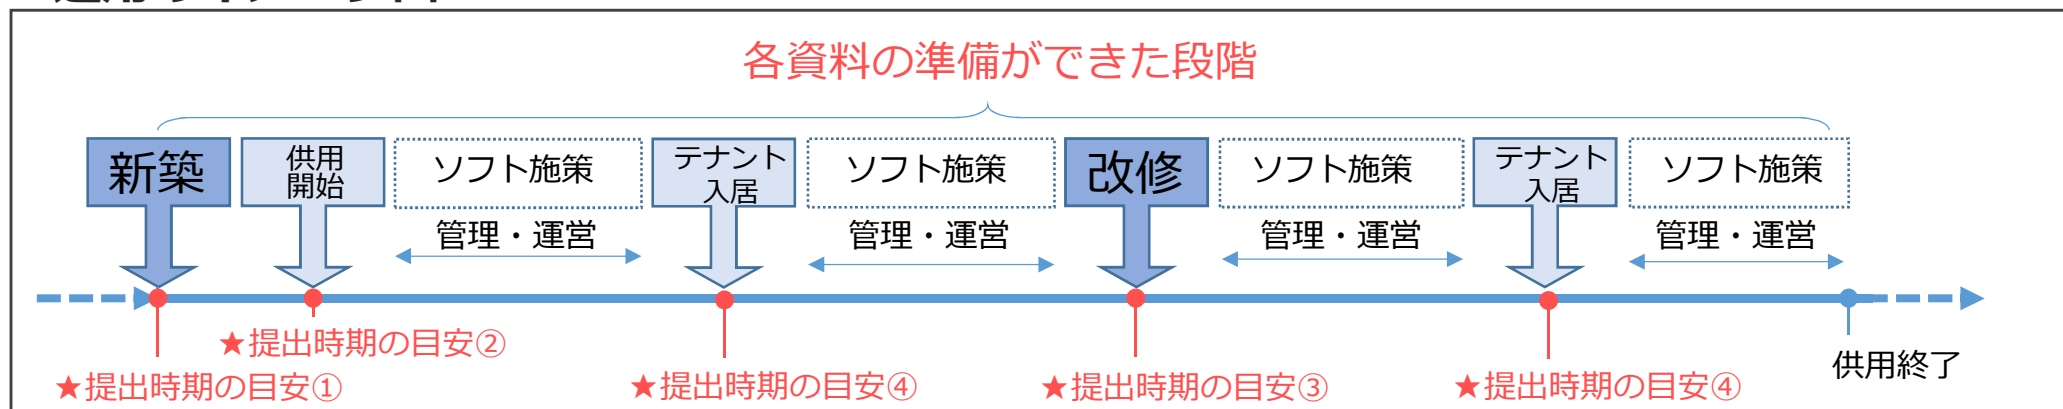 各資料の準備ができた段階
新築
供用
開始
ソフト施策
テナント
入居
ソフト施策
改修
ソフト施策
テナント
入居
ソフト施策
管理・運営
管理・運営
管理・運営
管理・運営
★提出時期の目安②
供用終了
★提出時期の目安①
★提出時期の目安④
★提出時期の目安③
★提出時期の目安④